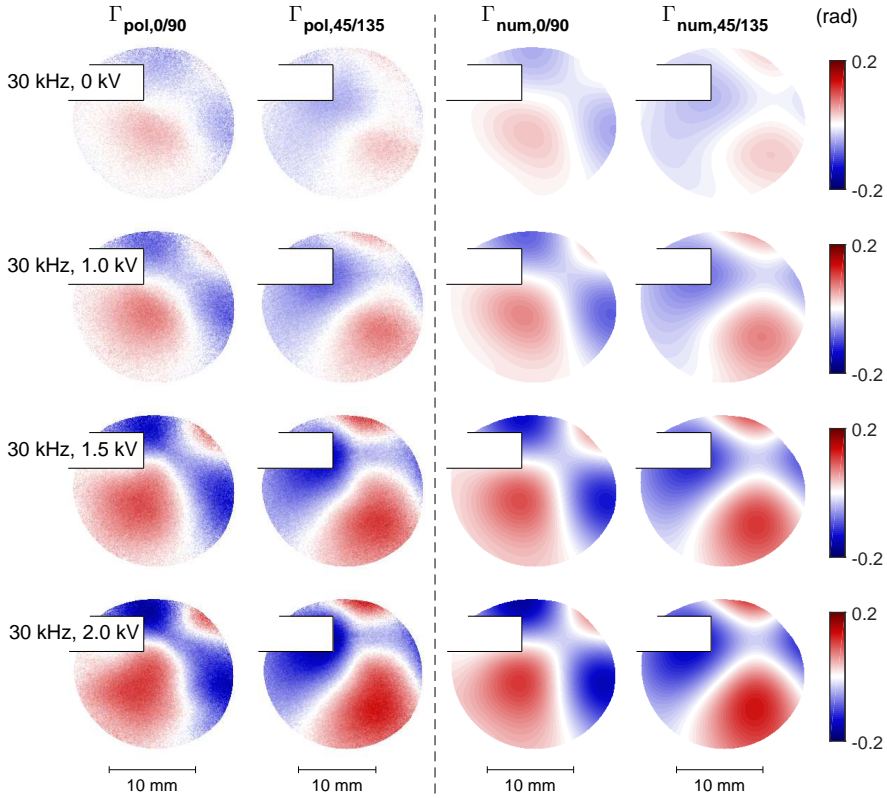 Γpol,0/90 Γpol,45/135 Γnum,0/90 Γnum,45/135 (rad)
30 kHz, 0 kV
0.2
-0.2
30 kHz, 1.0 kV
0.2
-0.2
30 kHz, 1.5 kV
0.2
-0.2
30 kHz, 2.0 kV
0.2
-0.2
10 mm 10 mm 10 mm 10 mm